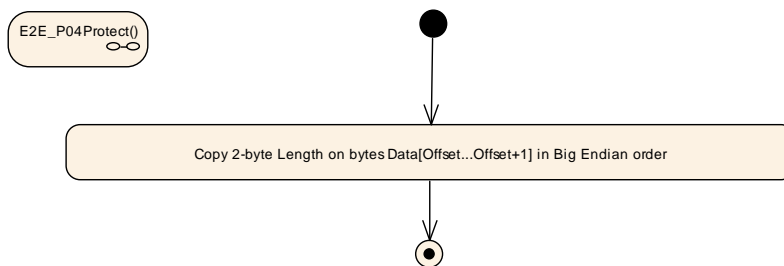 E2E_P04Protect()
Copy 2-byte Length on bytes Data[Offset...Offset+1] in Big Endian order